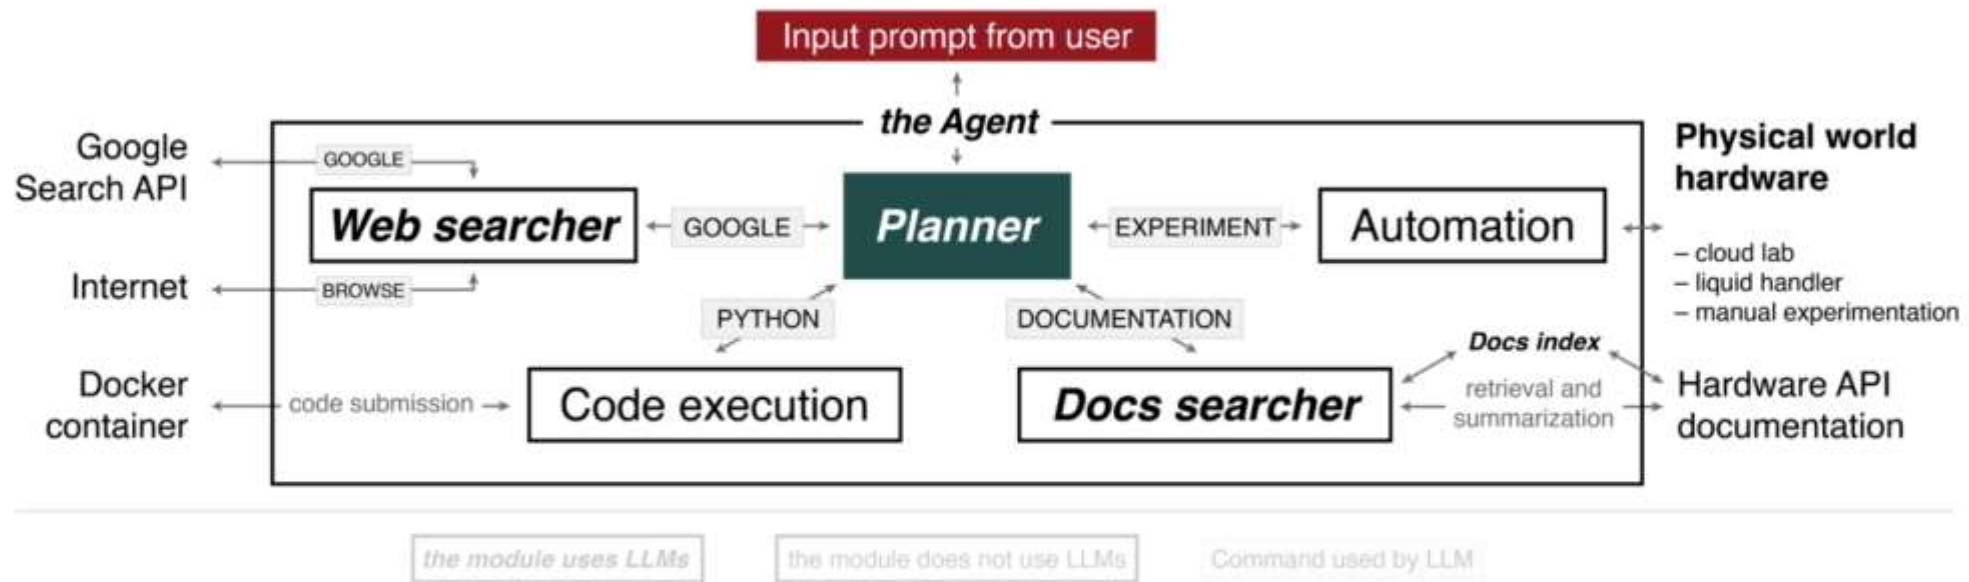 Input prompt from user
the Agent
Google
Search API
GOOGLE
Web searcher
GOOGLE
Planner
EXPERIMENT
Automation
Physical world
hardware
– cloud lab
– liquid handler
– manual experimentation
Internet
BROWSE
PYTHON
DOCUMENTATION
Docs index
Docker
container
code submission
Code execution
Docs searcher
retrieval and
summarization
Hardware API
documentation
the module uses LLMs
the module does not use LLMs
Command used by LLM